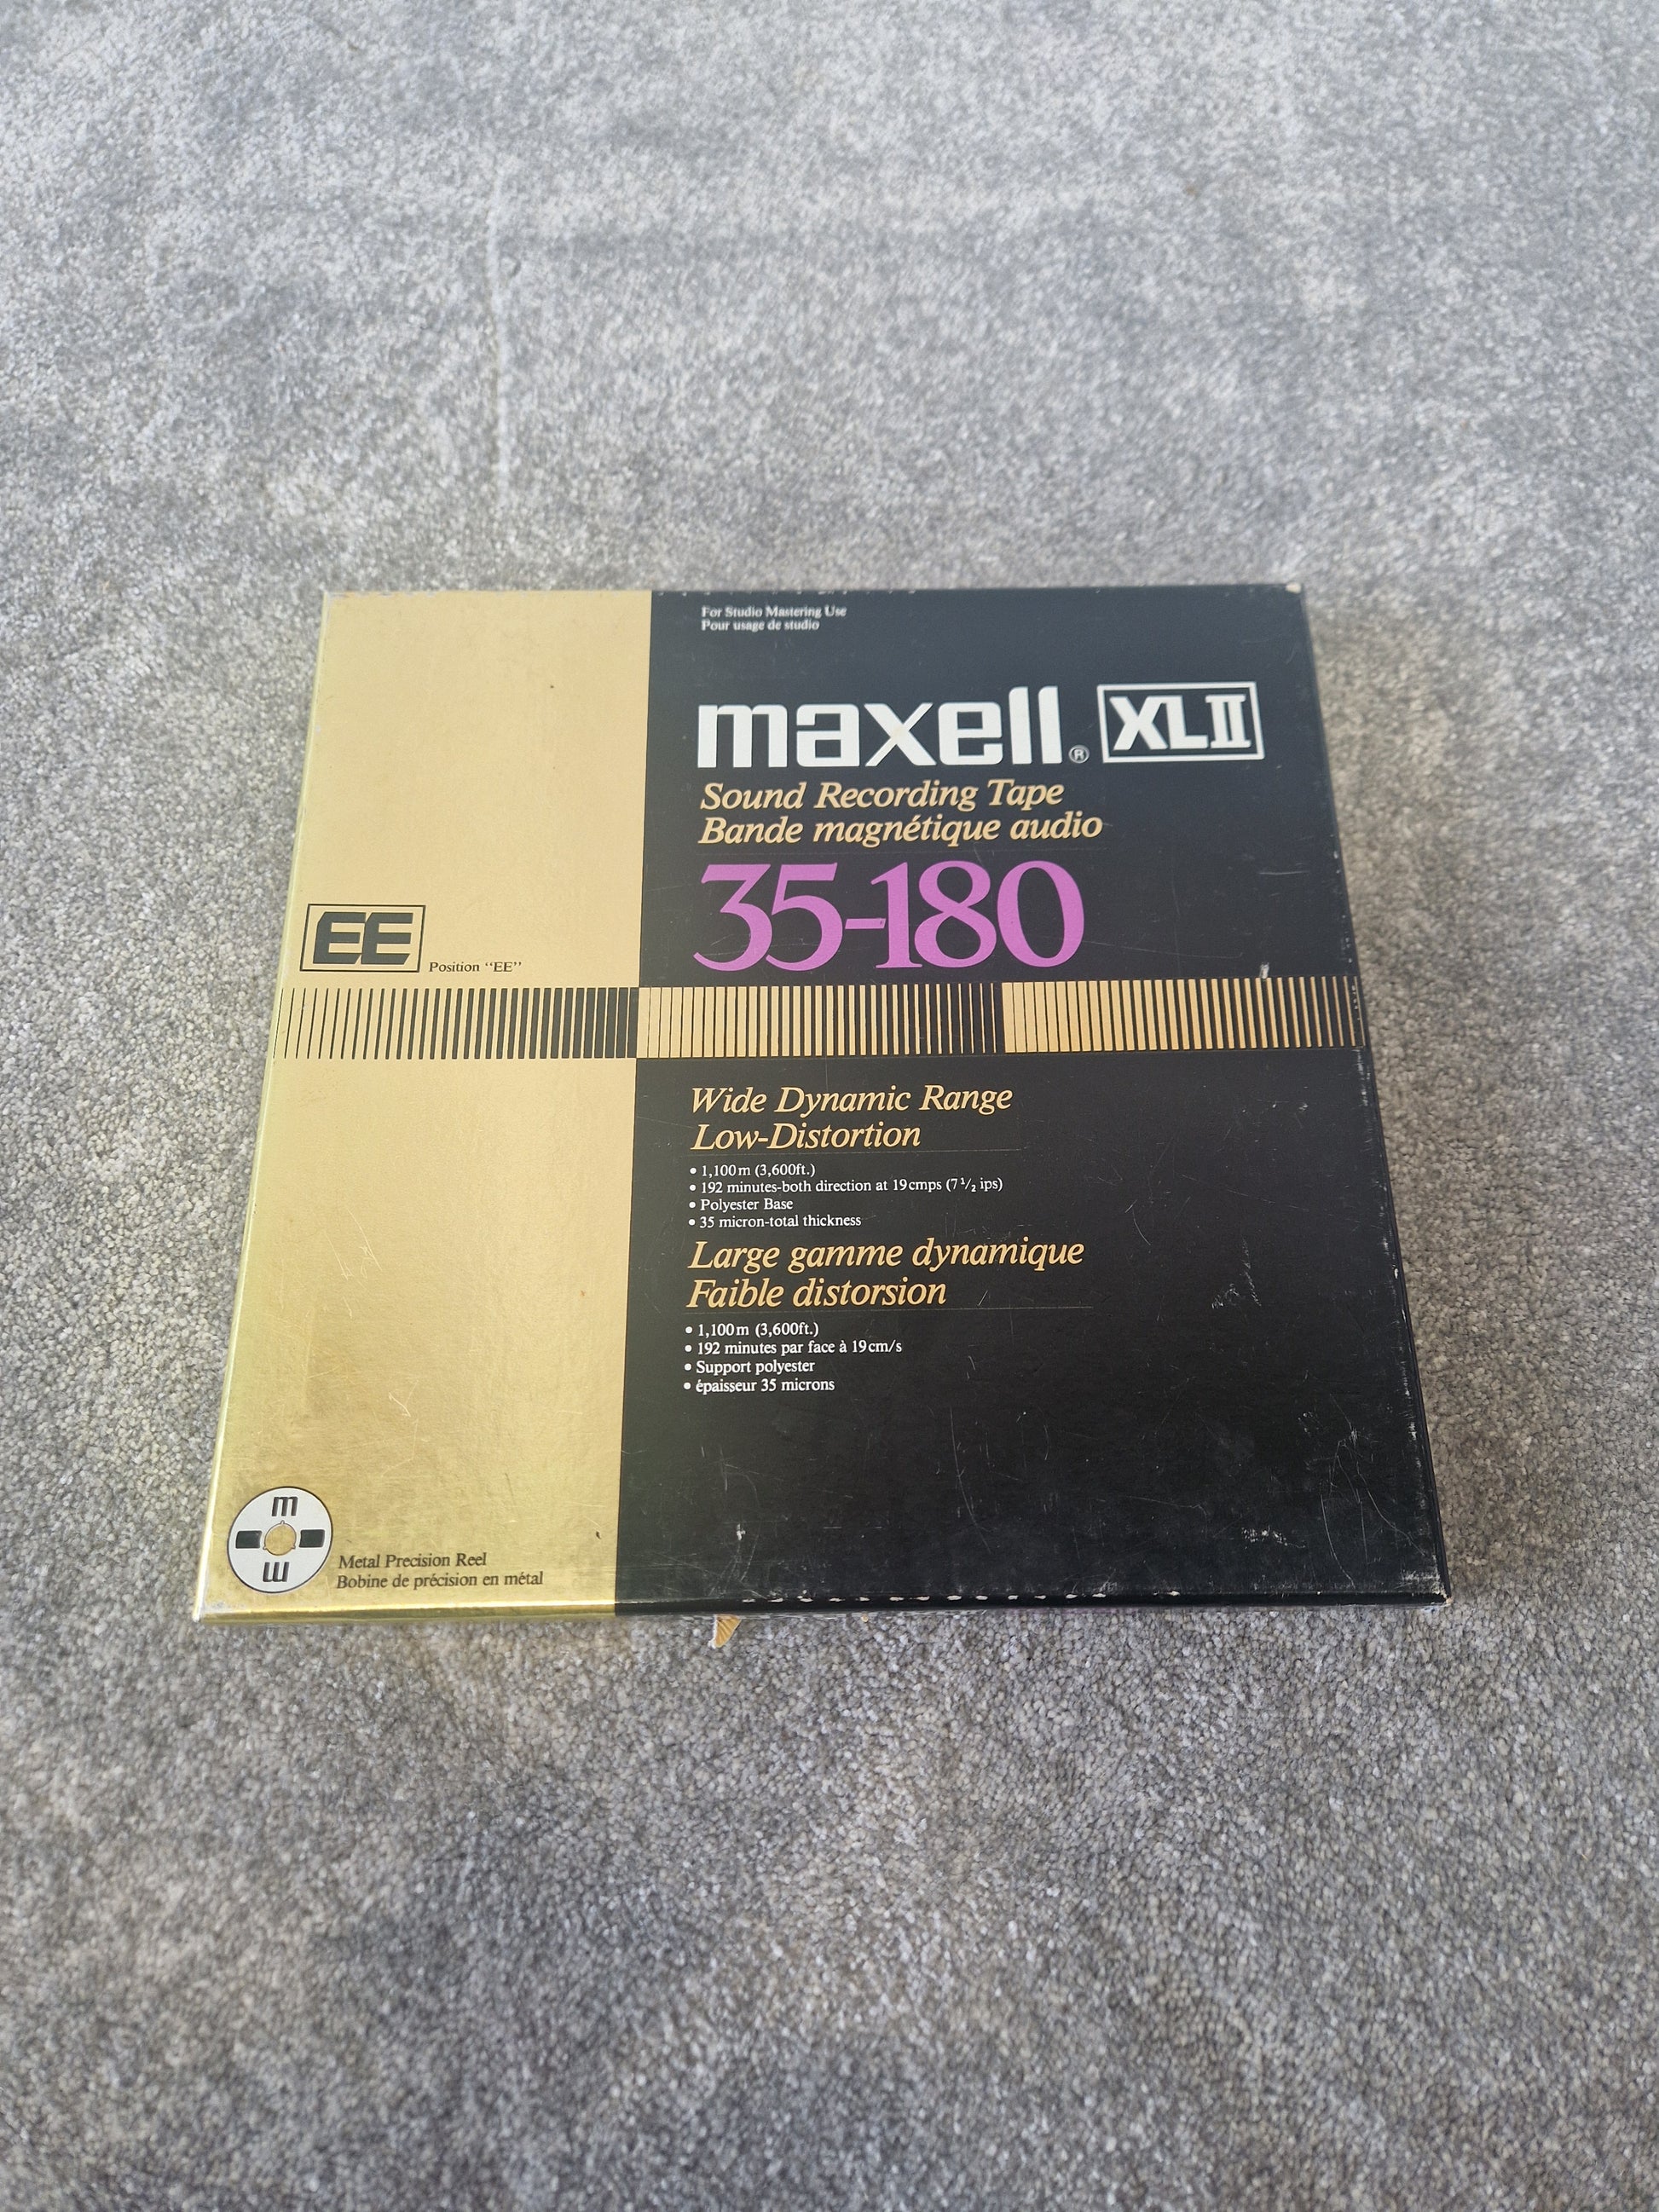 For Studio Mastering Use
Pour usage de studio
maxell® XLII
Sound Recording Tape
Bande magnétique audio
35-180
EE Position “EE”
Wide Dynamic Range
Low-Distortion
• 1,100m (3,600ft.)
• 192 minutes-both direction at 19cmps (7 1/2 ips)
• Polyester Base
• 35 micron-total thickness
Large gamme dynamique
Faible distorsion
• 1,100m (3,600ft.)
• 192 minutes par face à 19cm/s
• Support polyester
• épaisseur 35 microns
m
m
Metal Precision Reel
Bobine de précision en métal